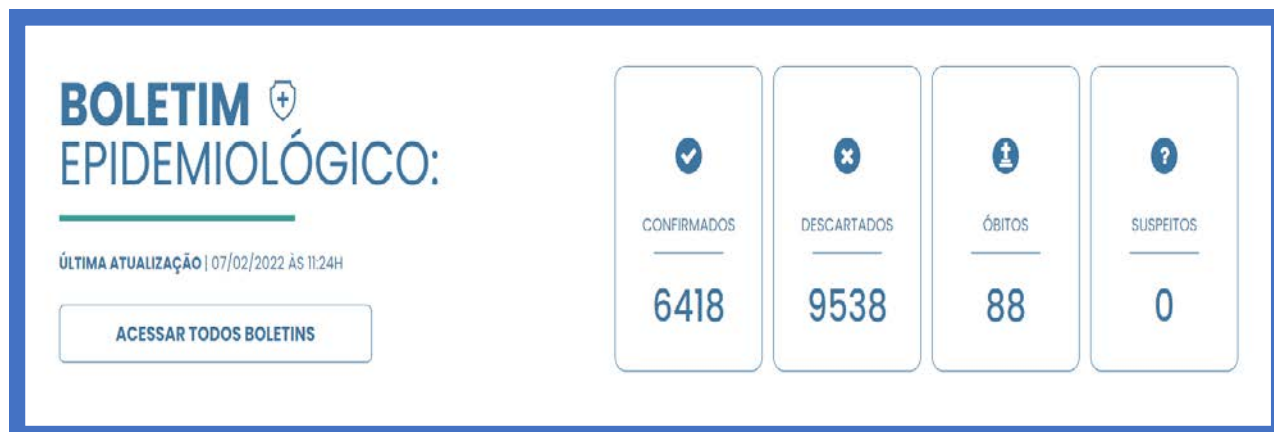 BOLETIM
EPIDEMIOLÓGICO:
ÚLTIMA ATUALIZAÇÃO | 07/02/2022 ÀS 11:24H
ACESSAR TODOS BOLETINS
CONFIRMADOS
6418
DESCARTADOS
9538
ÓBITOS
88
SUSPEITOS
0